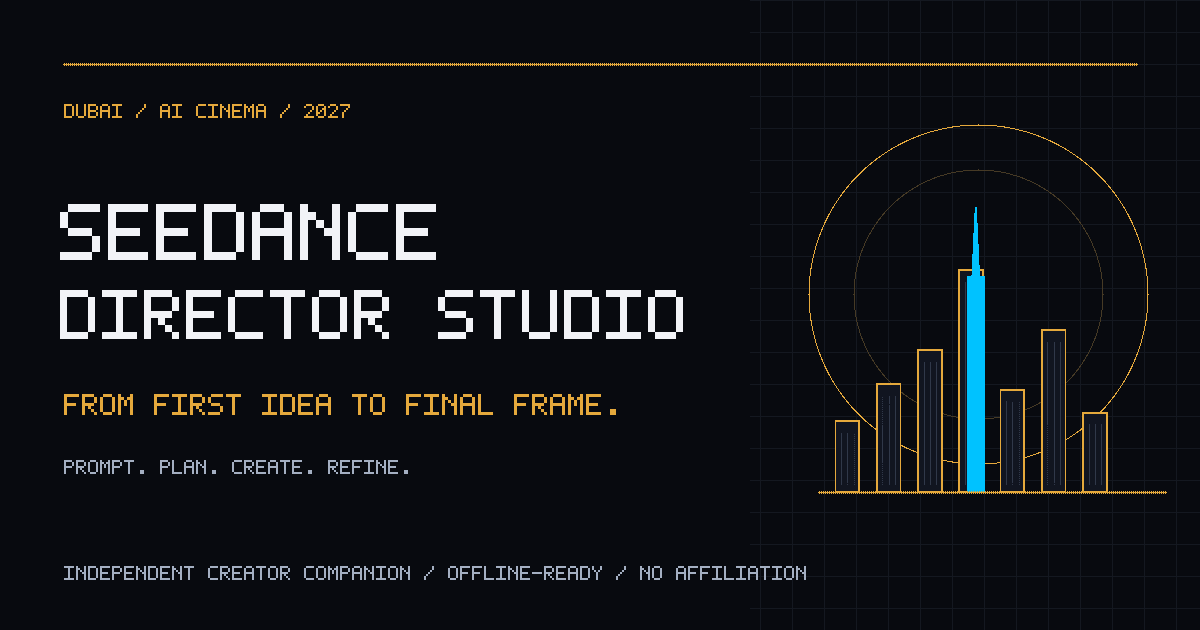 DUBAI / AI CINEMA / 2027
SEEDANCE
DIRECTOR STUDIO
FROM FIRST IDEA TO FINAL FRAME.
PROMPT. PLAN. CREATE. REFINE.
INDEPENDENT CREATOR COMPANION / OFFLINE-READY / NO AFFILIATION